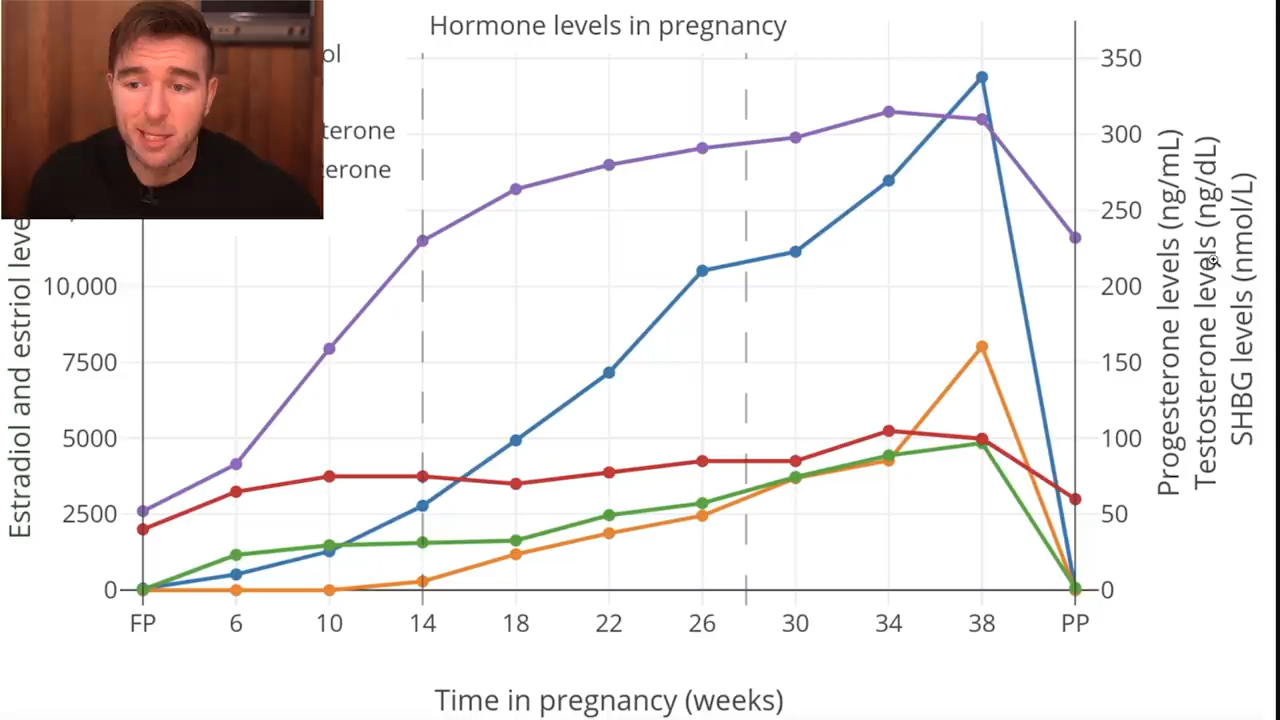 Hormone levels in pregnancy
ol
terone
terone
Estradiol and estriol leve
10,000
7500
5000
2500
0
350
300
250
200
150
100
50
0
Progesterone levels (ng/mL)
Testosterone levels (ng/dL)
SHBG levels (nmol/L)
FP 6 10 14 18 22 26 30 34 38 PP
Time in pregnancy (weeks)